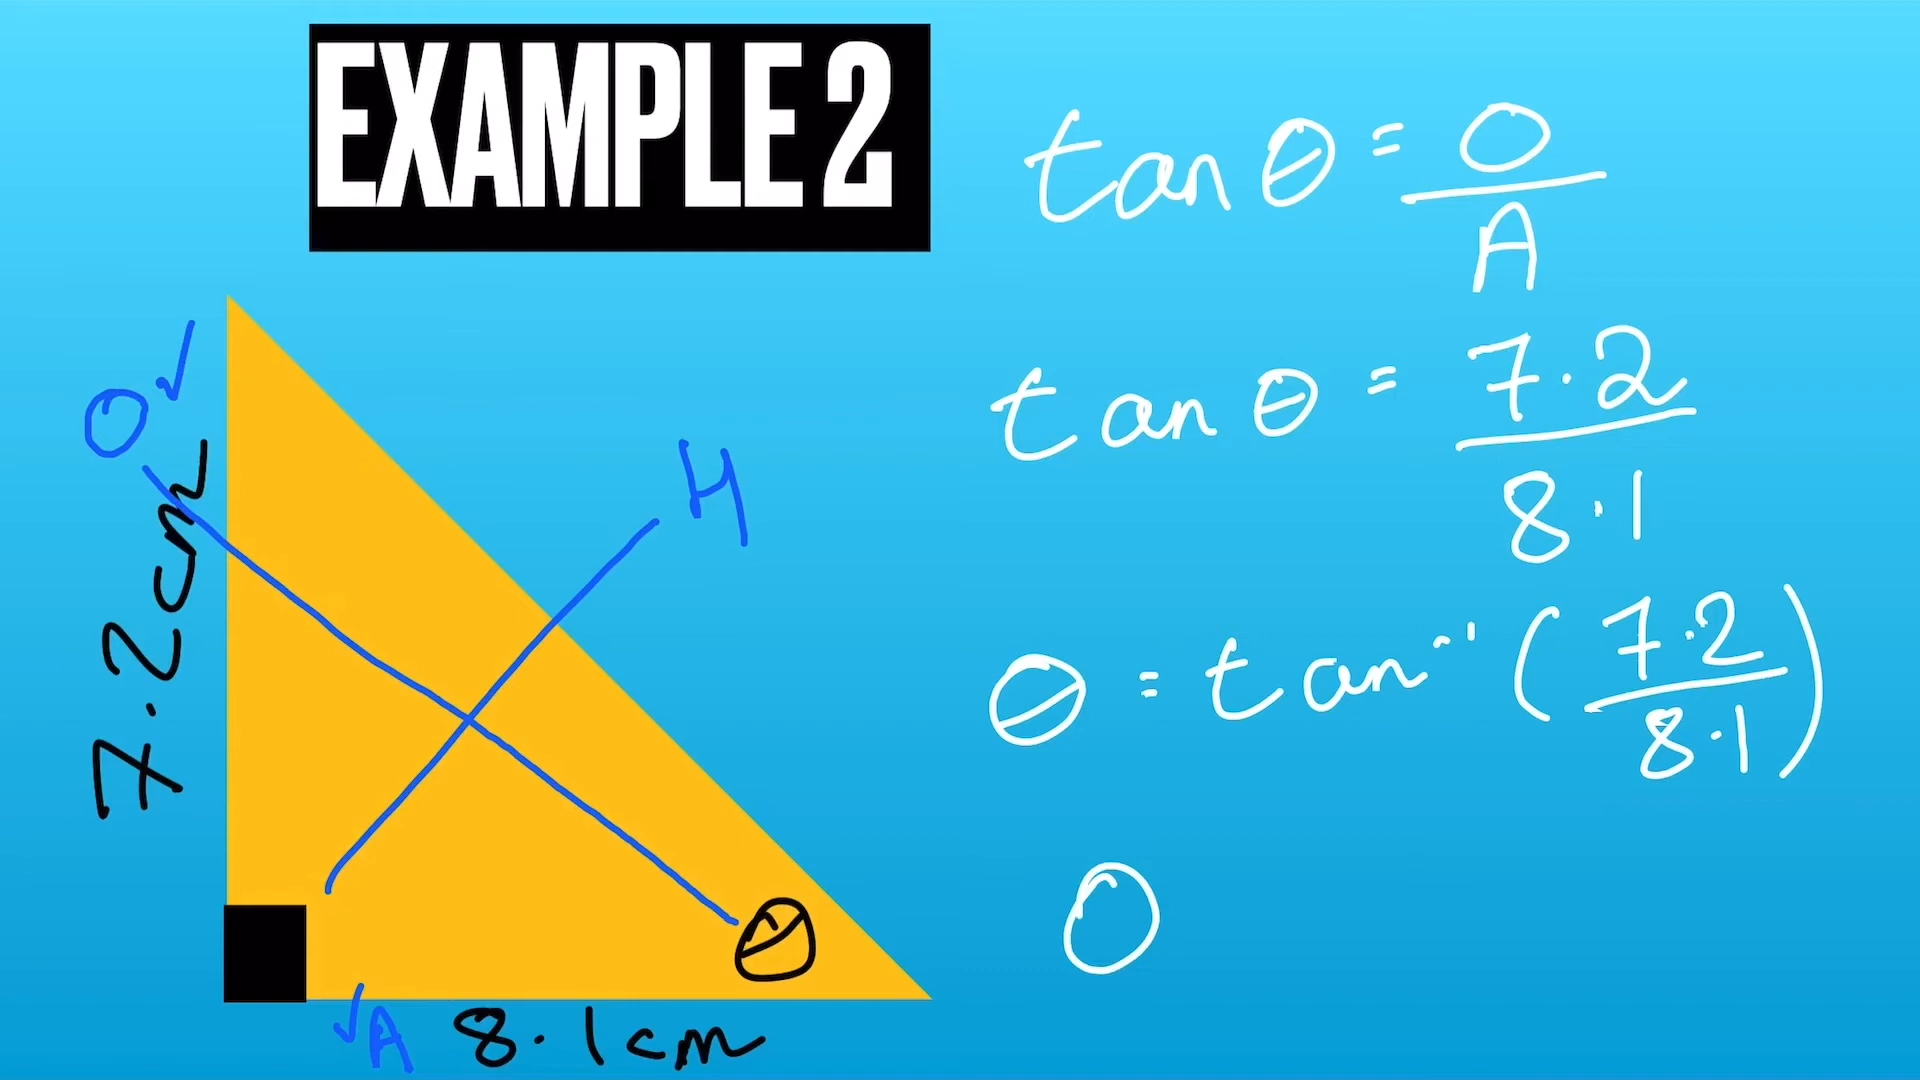 EXAMPLE 2
tan θ = O/A
tan θ = 7.2/8.1
θ = tan⁻¹ (7.2/8.1)
O
O✓
7.2cm
H
θ
✓A
8.1cm